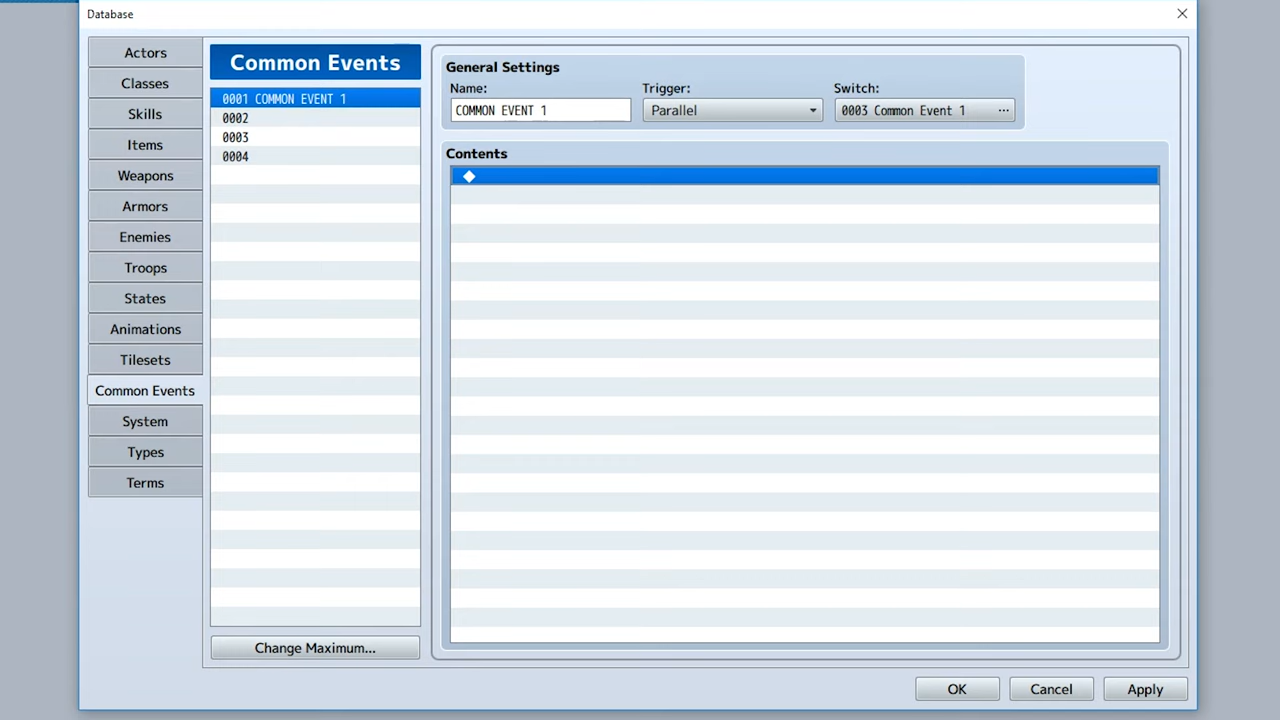 Database
Actors
Classes
Skills
Items
Weapons
Armors
Enemies
Troops
States
Animations
Tilesets
Common Events
System
Types
Terms
Common Events
0001 COMMON EVENT 1
0002
0003
0004
Change Maximum...
General Settings
Name: Trigger: Switch:
COMMON EVENT 1 Parallel 0003 Common Event 1 ...
Contents
OK Cancel Apply